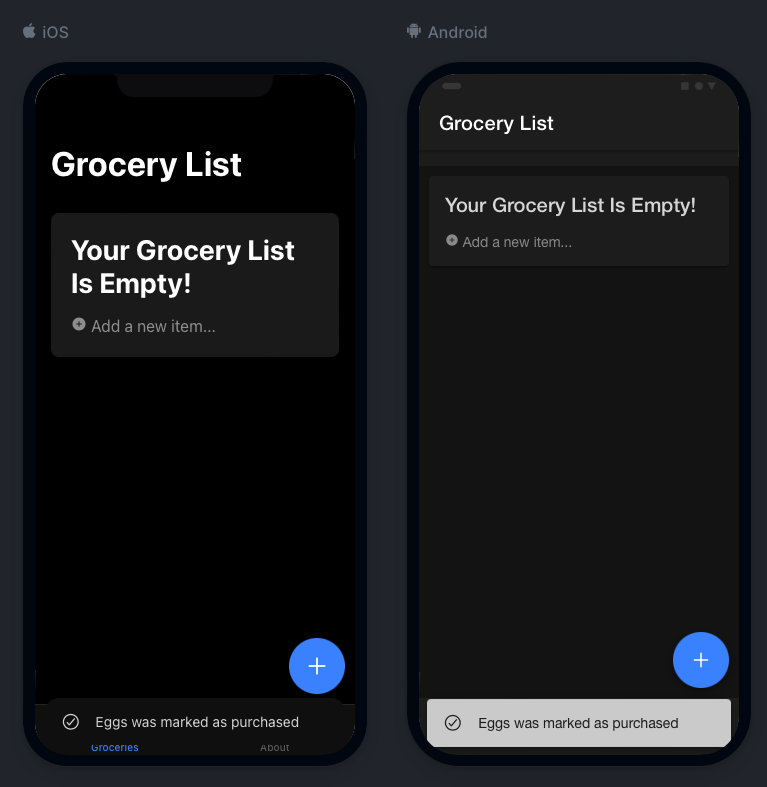 iOS
Grocery List
Your Grocery List
Is Empty!
Add a new item...
Eggs was marked as purchased
Groceries
About
Android
Grocery List
Your Grocery List Is Empty!
Add a new item...
Eggs was marked as purchased